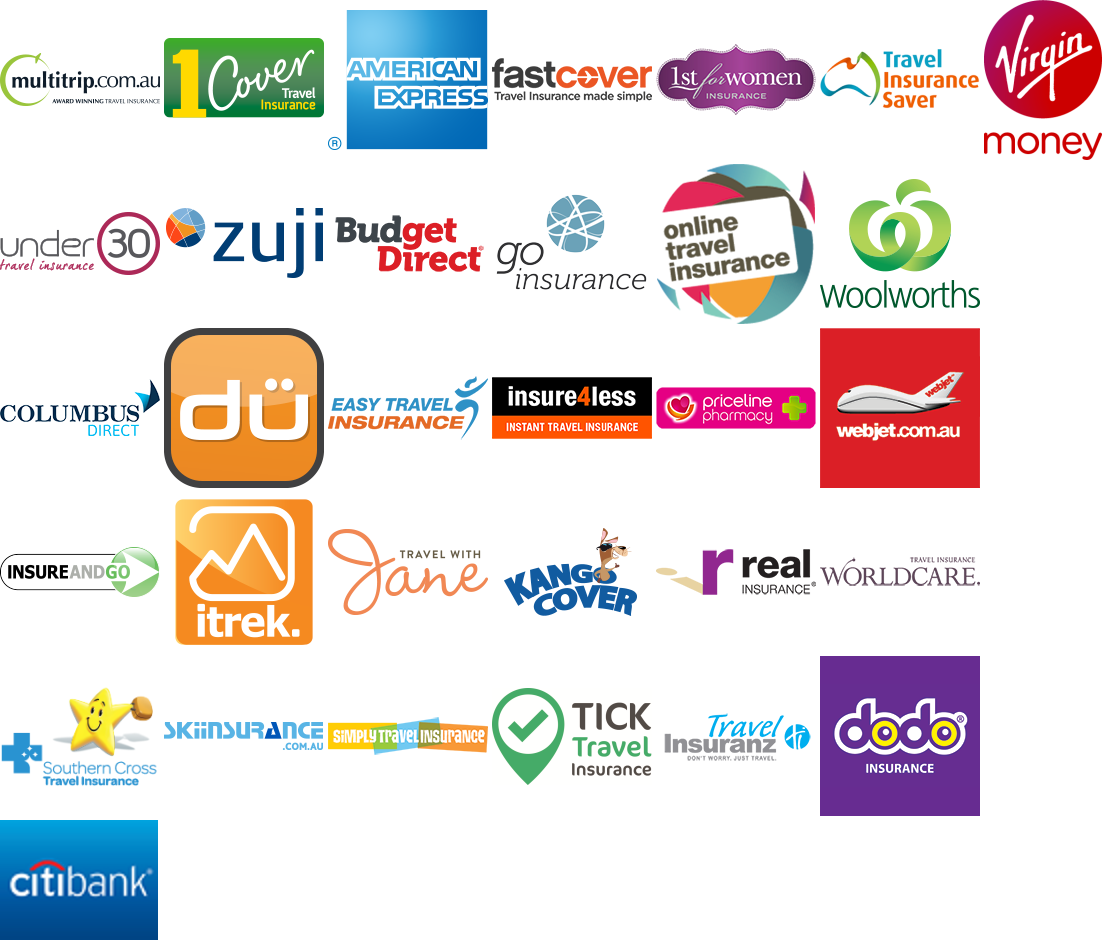 multitrip.com.au
AWARD WINNING TRAVEL INSURANCE
1Cover
Travel
Insurance
AMERICAN
EXPRESS
®
fastcover
Travel Insurance made simple
1st for women
INSURANCE
Travel
Insurance
Saver
Virgin
money
under 30
travel insurance
zuji
Budget
Direct®
go
insurance
online
travel
insurance
woolworths
COLUMBUS
DIRECT
dü
EASY TRAVEL
INSURANCE
insure4less
INSTANT TRAVEL INSURANCE
priceline
pharmacy
webjet
webjet.com.au
INSUREANDGO
itrek.
TRAVEL WITH
Jane
KANGO
COVER
r real
INSURANCE®
TRAVEL INSURANCE
WORLDCARE.
Southern Cross
Travel Insurance
SKIINSURANCE
.COM.AU
SIMPLY TRAVEL INSURANCE
TICK
Travel
Insurance
Travel
Insuranz
DON'T WORRY. JUST TRAVEL.
dodo®
INSURANCE
citibank®